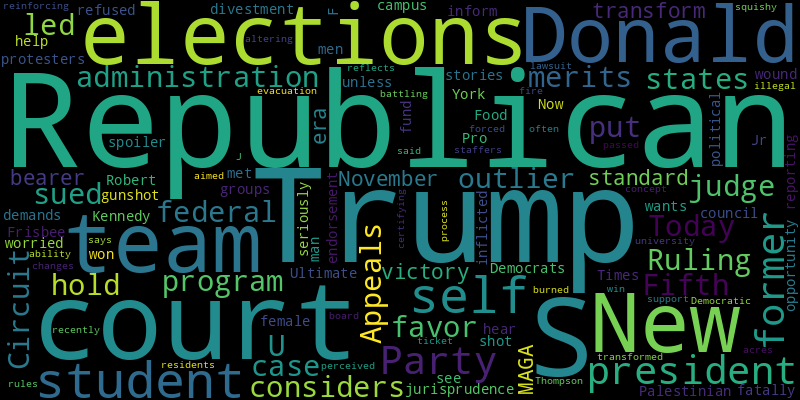 reinforcing
refused
divestment
F
campus
inform
transform
squishy
led
elections
Donald
help
altering
men
protesters
administration
reflects
unless
stories
lawsuit
merits
states
wound
illegal
evacuation
battling
York
fire
Republican
era
fund
Food
Now
put
political
spoiler
forced
often
Pro
staffers
passed
Jr
J
said
bearer
Robert
aimed
met
November
outlier
standard
judge
reporting
sued
gunshot
groups
Trump
concept
demands
Kennedy
federal
seriously
endorsement
certifying
process
inflicted
wants
council
Frisbee
team
man
Appeals
Today
former
opportunity
worried
says
won
university
ability
changes
Circuit
hold
program
Ultimate
victory
Democrats
Times
Ruling
Fifth
burned
win
support
Democratic
court
self
S
New
recently
female
board
favor
hear
U
ticket
shot
MAGA
acres
residents
case
perceived
Party
see
transformed
president
rules
student
considers
jurisprudence
Thompson
Palestinian
fatally